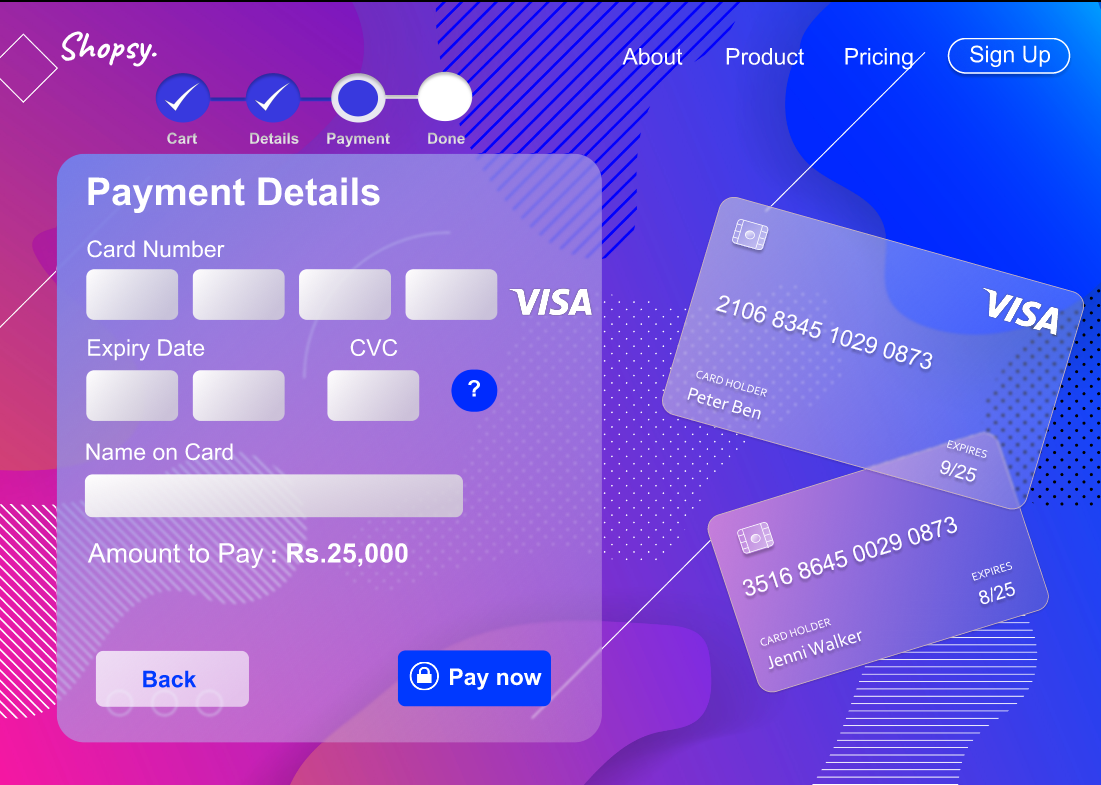 Shopsy.
About Product Pricing Sign Up
Cart Details Payment Done
Payment Details
Card Number
VISA
Expiry Date CVC
?
Name on Card
Amount to Pay : Rs.25,000
Back Pay now
VISA
2106 8345 1029 0873
CARD HOLDER
Peter Ben
EXPIRES
9/25
3516 8645 0029 0873
EXPIRES
8/25
CARD HOLDER
Jenni Walker